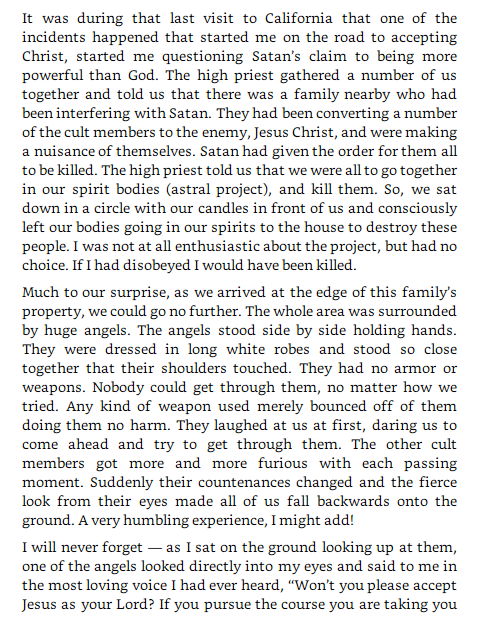 It was during that last visit to California that one of the
incidents happened that started me on the road to accepting
Christ, started me questioning Satan’s claim to being more
powerful than God. The high priest gathered a number of us
together and told us that there was a family nearby who had
been interfering with Satan. They had been converting a number
of the cult members to the enemy, Jesus Christ, and were making
a nuisance of themselves. Satan had given the order for them all
to be killed. The high priest told us that we were all to go together
in our spirit bodies (astral project), and kill them. So, we sat
down in a circle with our candles in front of us and consciously
left our bodies going in our spirits to the house to destroy these
people. I was not at all enthusiastic about the project, but had no
choice. If I had disobeyed I would have been killed.
Much to our surprise, as we arrived at the edge of this family’s
property, we could go no further. The whole area was surrounded
by huge angels. The angels stood side by side holding hands.
They were dressed in long white robes and stood so close
together that their shoulders touched. They had no armor or
weapons. Nobody could get through them, no matter how we
tried. Any kind of weapon used merely bounced off of them
doing them no harm. They laughed at us at first, daring us to
come ahead and try to get through them. The other cult
members got more and more furious with each passing
moment. Suddenly their countenances changed and the fierce
look from their eyes made all of us fall backwards onto the
ground. A very humbling experience, I might add!
I will never forget — as I sat on the ground looking up at them,
one of the angels looked directly into my eyes and said to me in
the most loving voice I had ever heard, “Won’t you please accept
Jesus as your Lord? If you pursue the course you are taking you